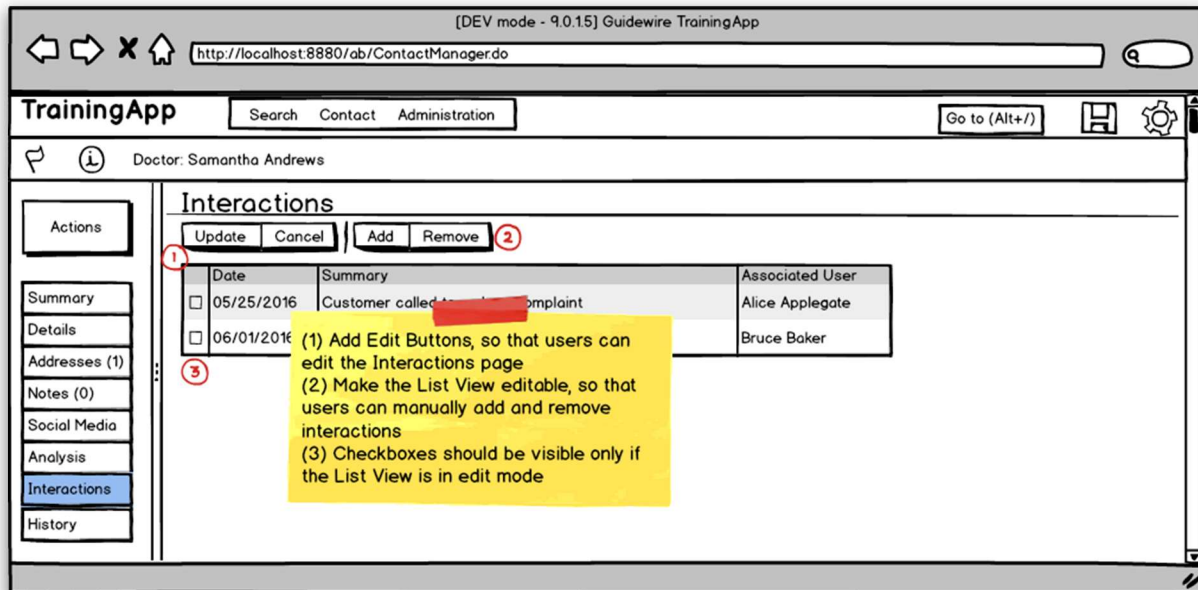 [DEV mode - 9.0.1.5] Guidewire TrainingApp
http://localhost:8880/ab/ContactManager.do
TrainingApp Search Contact Administration Go to (Alt+/)
Doctor: Samantha Andrews
Actions
Summary
Details
Addresses (1)
Notes (0)
Social Media
Analysis
Interactions
History
Interactions
Update Cancel Add Remove 2
1
Date Summary Associated User
05/25/2016 Customer called Alice Applegate
06/01/2016 Bruce Baker
3
(1) Add Edit Buttons, so that users can
edit the Interactions page
(2) Make the List View editable, so that
users can manually add and remove
interactions
(3) Checkboxes should be visible only if
the List View is in edit mode